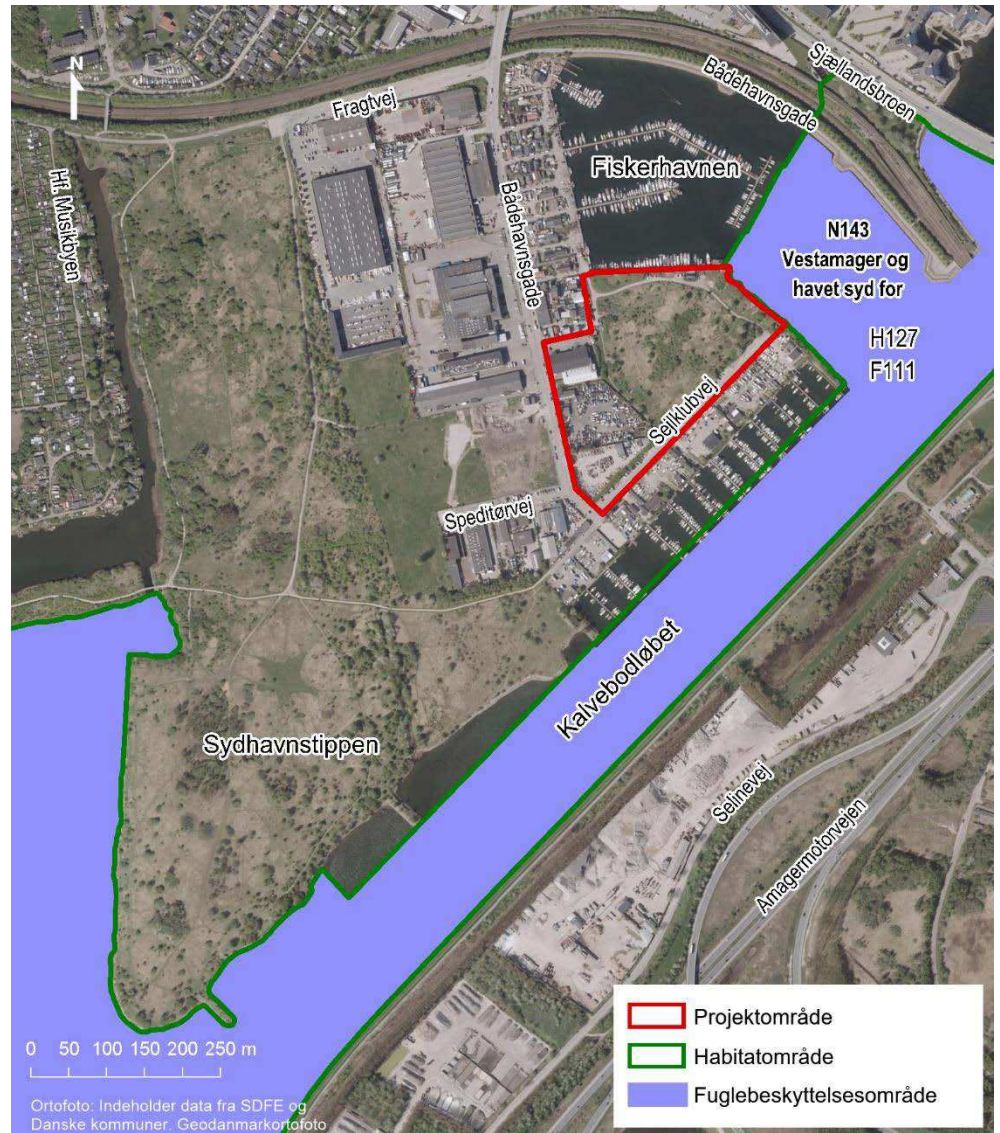 N
Fragtvej
Bådehavnsgade
Sjællandsbroen
Hf. Musikbyen
Fiskerhavnen
Bådehavnsgade
N143
Vestamager og
havet syd for
H127
F111
Sejlklubvej
Speditørvej
Kalvebodløbet
Sydhavnstippen
Selinevej
Amagermotorvejen
0 50 100 150 200 250 m
Ortofoto: Indeholder data fra SDFE og
Danske kommuner. Geodanmarkortofoto
Projektområde
Habitatområde
Fuglebeskyttelsesområde